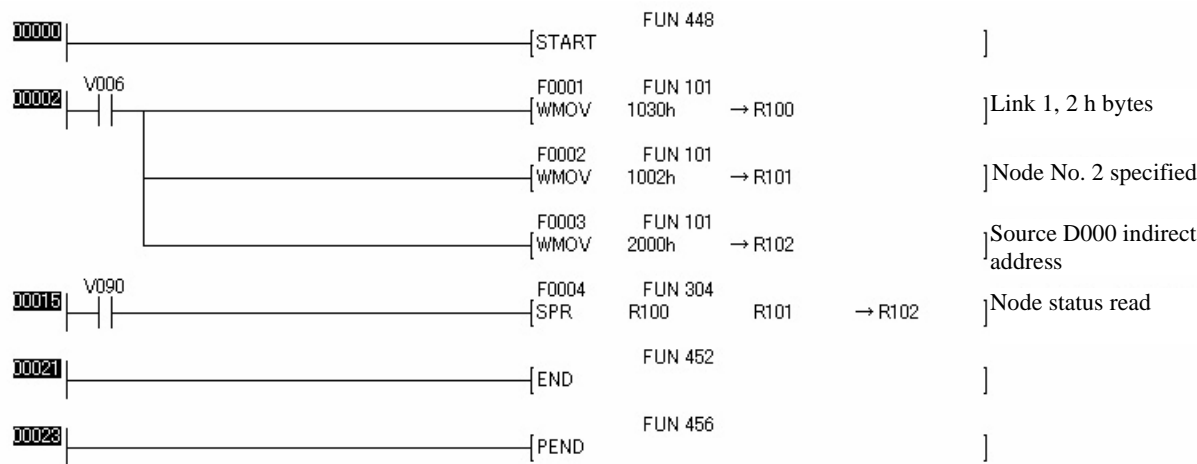 FUN 448
00000 [START ]
V006 F0001 FUN 101
00002 [WMOV 1030h → R100 ] Link 1, 2 h bytes
F0002 FUN 101
[WMOV 1002h → R101 ] Node No. 2 specified
F0003 FUN 101
[WMOV 2000h → R102 ] Source D000 indirect
address
V090 F0004 FUN 304
00015 [SPR R100 R101 → R102 ] Node status read
FUN 452
00021 [END ]
FUN 456
00023 [PEND ]